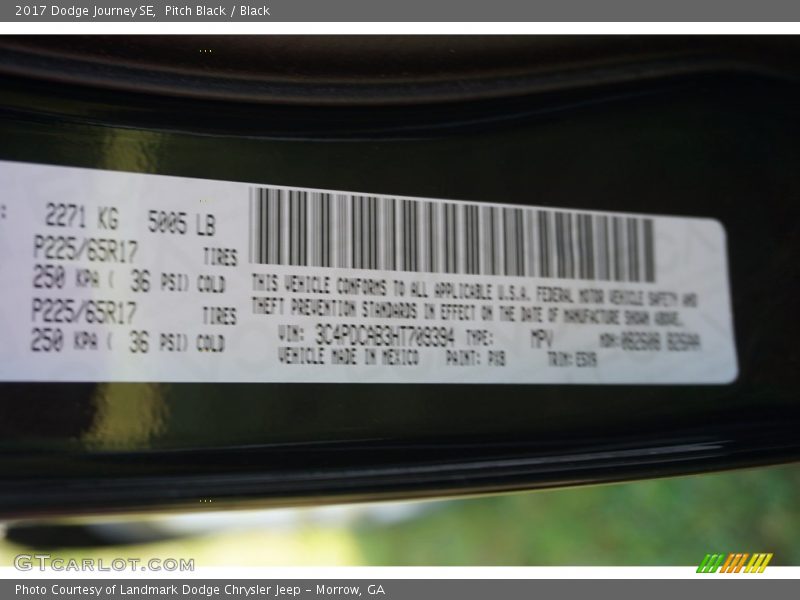 2017 Dodge Journey SE, Pitch Black / Black
2271 KG 5005 LB
P225/65R17 TIRES
250 KPA ( 36 PSI) COLD
P225/65R17 TIRES
250 KPA ( 36 PSI) COLD
THIS VEHICLE CONFORMS TO ALL APPLICABLE U.S.A. FEDERAL MOTOR VEHICLE SAFETY AND
THEFT PREVENTION STANDARDS IN EFFECT ON THE DATE OF MANUFACTURE SHOWN ABOVE.
VIN: 3C4PDCAB3HT709394 TYPE: MPV MDH:
VEHICLE MADE IN MEXICO PAINT: PX8 TRIM:
GTCARLOT.COM
Photo Courtesy of Landmark Dodge Chrysler Jeep – Morrow, GA